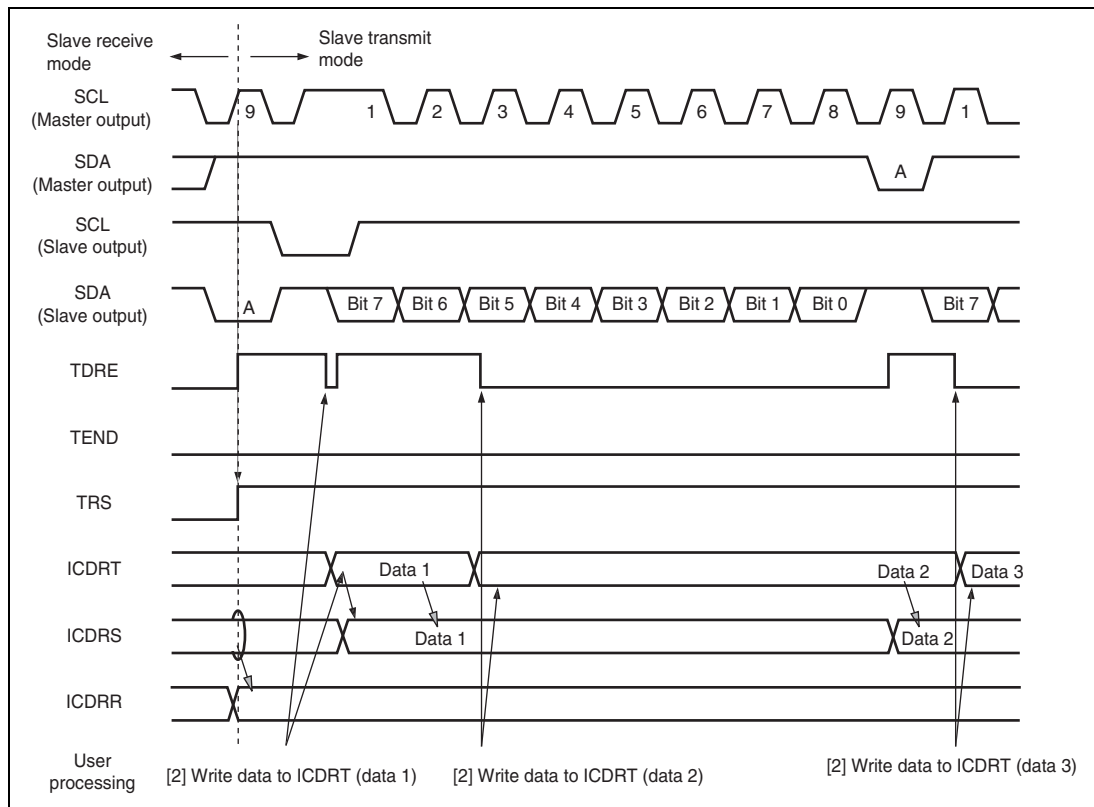 Slave receive
mode
Slave transmit
mode
SCL
(Master output)
9
1
2
3
4
5
6
7
8
9
1
SDA
(Master output)
A
SCL
(Slave output)
SDA
(Slave output)
A
Bit 7
Bit 6
Bit 5
Bit 4
Bit 3
Bit 2
Bit 1
Bit 0
Bit 7
TDRE
TEND
TRS
ICDRT
Data 1
Data 2
Data 3
ICDRS
Data 1
Data 2
ICDRR
User
processing
[2] Write data to ICDRT (data 1)
[2] Write data to ICDRT (data 2)
[2] Write data to ICDRT (data 3)